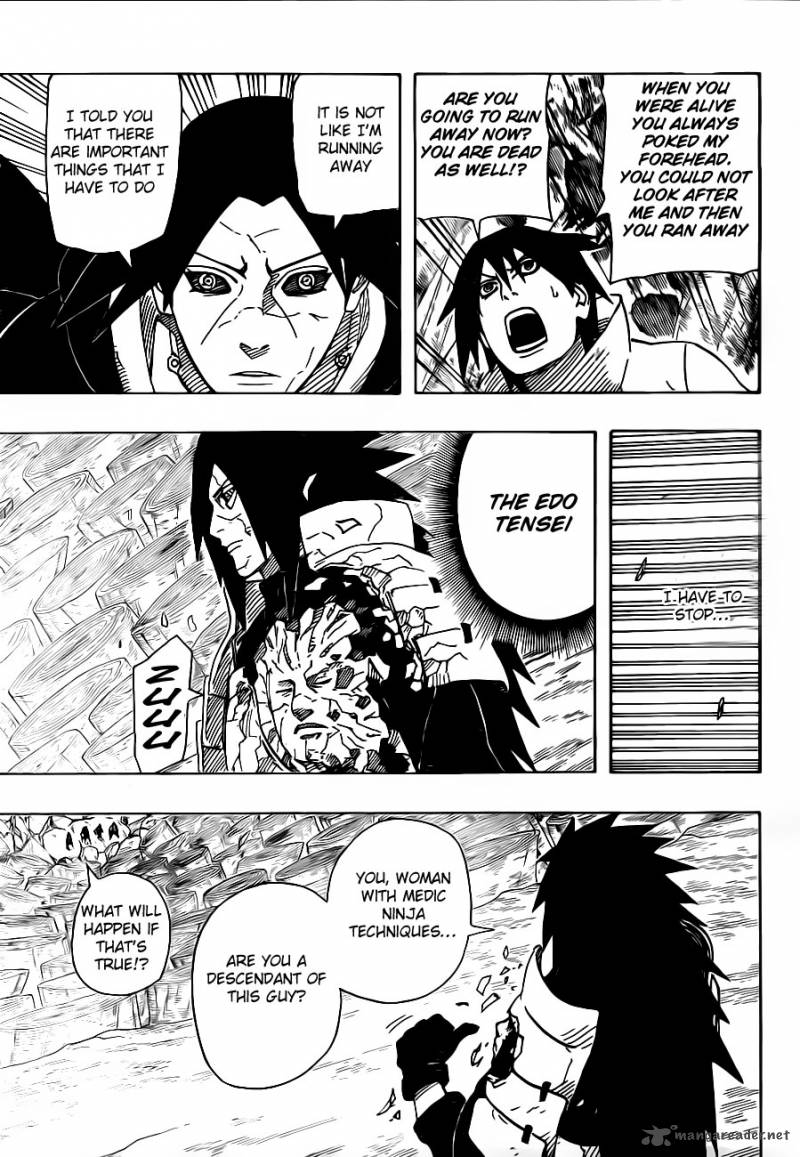 WHEN YOU
WERE ALIVE
YOU ALWAYS
POKED MY
FOREHEAD.
YOU COULD NOT
LOOK AFTER
ME AND THEN
YOU RAN AWAY
ARE YOU
GOING TO RUN
AWAY NOW?
YOU ARE DEAD
AS WELL!?
IT IS NOT
LIKE I'M
RUNNING
AWAY
I TOLD YOU
THAT THERE
ARE IMPORTANT
THINGS THAT I
HAVE TO DO
I HAVE TO
STOP...
THE EDO
TENSEI
ZUUU
YOU, WOMAN
WITH MEDIC
NINJA
TECHNIQUES...
ARE YOU A
DESCENDANT OF
THIS GUY?
WHAT WILL
HAPPEN IF
THAT'S
TRUE!?
mangareader.net